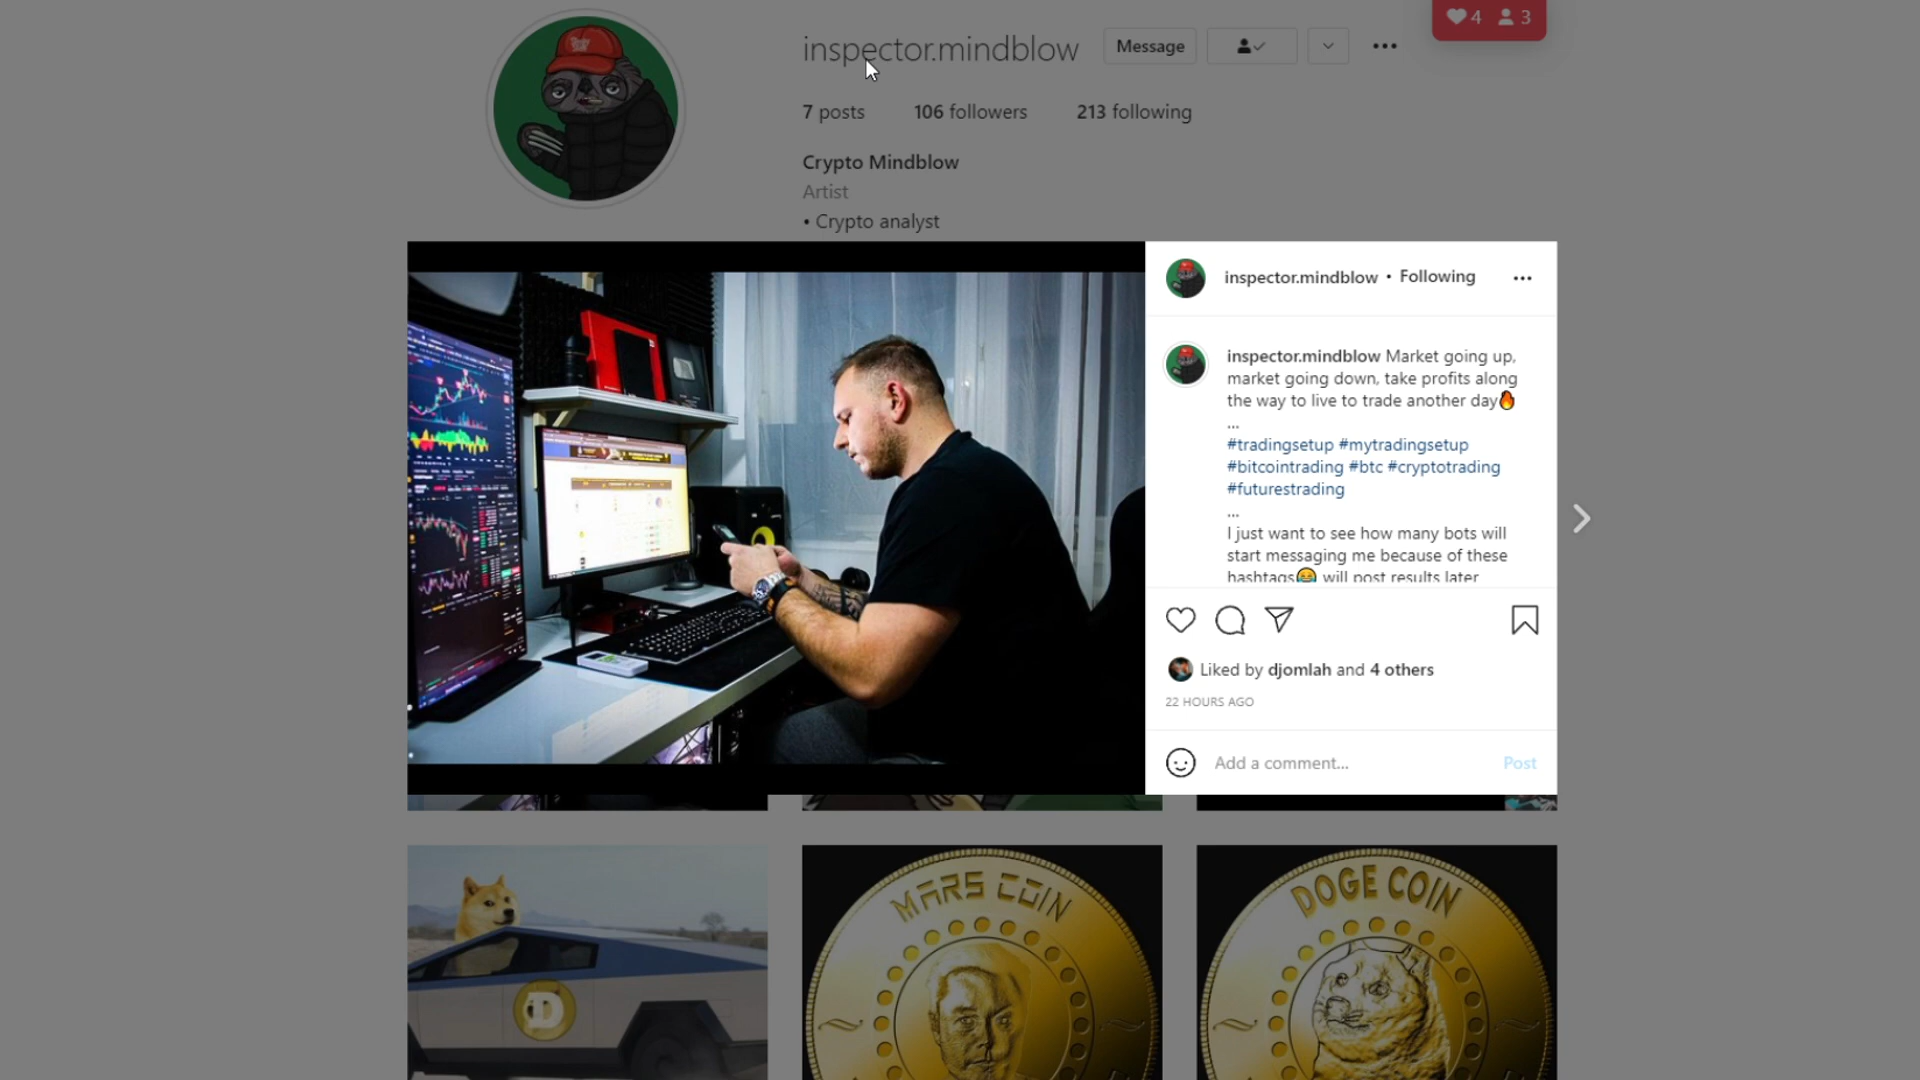 inspector.mindblow
Message
4 3
7 posts 106 followers 213 following
Crypto Mindblow
Artist
• Crypto analyst
inspector.mindblow • Following
inspector.mindblow Market going up,
market going down, take profits along
the way to live to trade another day🔥
...
#tradingsetup #mytradingsetup
#bitcointrading #btc #cryptotrading
#futurestrading
...
I just want to see how many bots will
start messaging me because of these
hashtags😂 will post results later
Liked by djomlah and 4 others
22 HOURS AGO
Add a comment... Post
MARS COIN
DOGE COIN